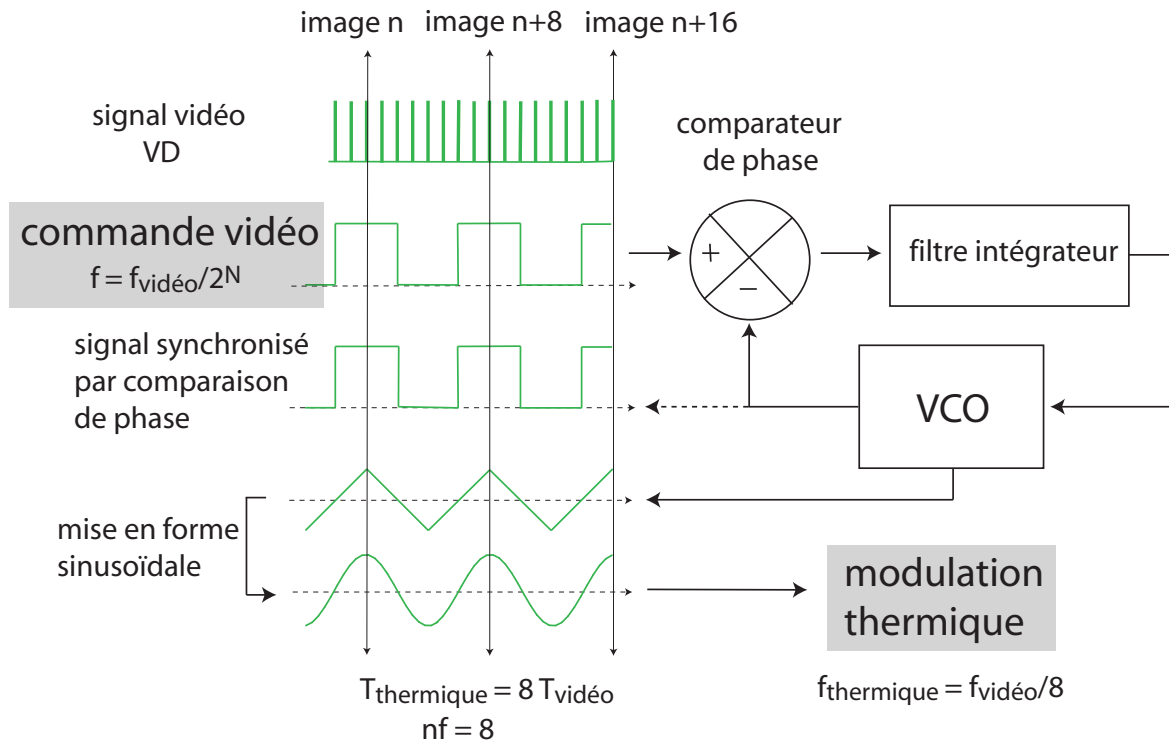 image n
image n+8
image n+16
signal vidéo
VD
comparateur
de phase
commande vidéo
f = fvidéo/2N
+
−
filtre intégrateur
signal synchronisé
par comparaison
de phase
VCO
mise en forme
sinusoïdale
modulation
thermique
Tthermique = 8 Tvidéo
nf = 8
fthermique = fvidéo/8